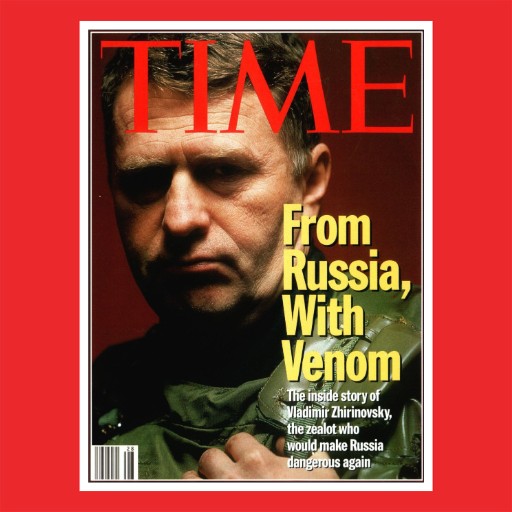 TIME
From
Russia,
With
Venom
The inside story of
Vladimir Zhirinovsky,
the zealot who
would make Russia
dangerous again
28